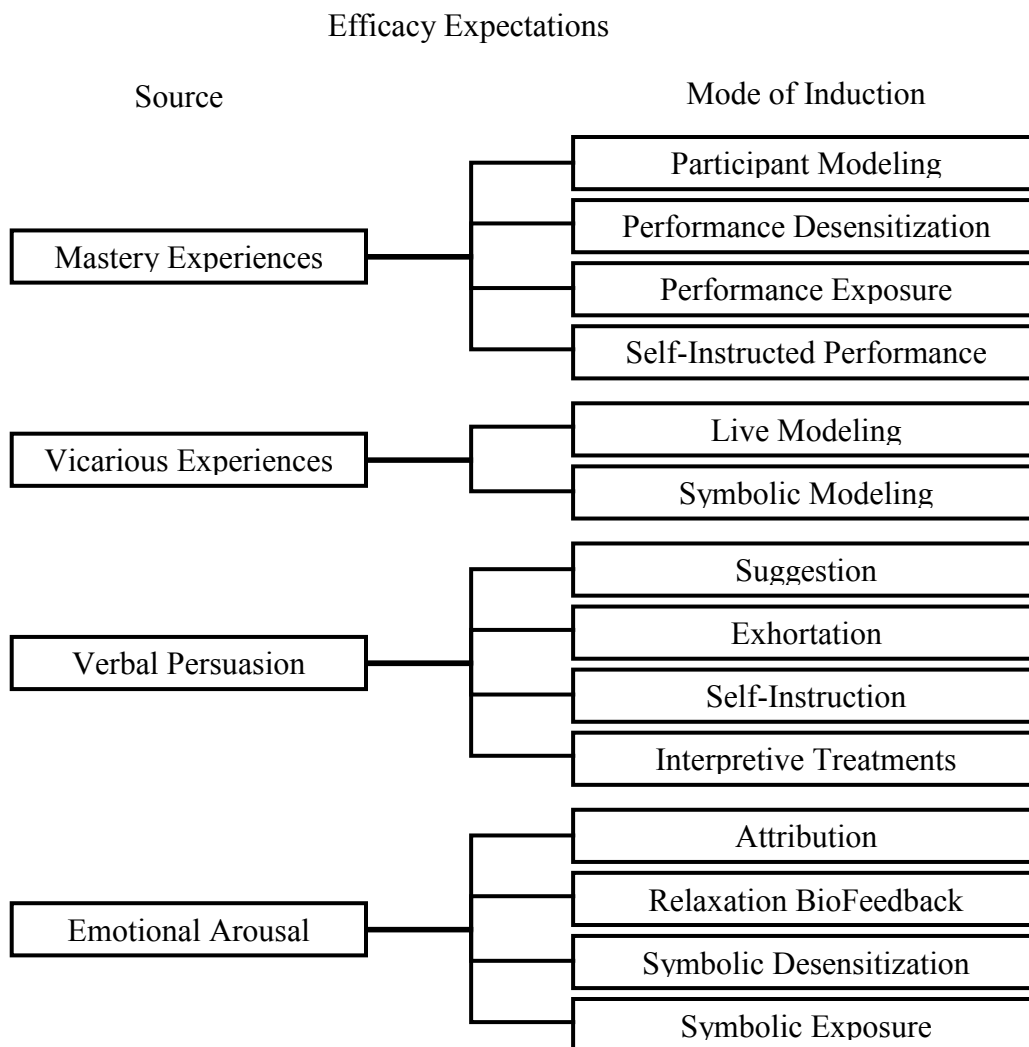 Efficacy Expectations
Source
Mode of Induction
Mastery Experiences
Participant Modeling
Performance Desensitization
Performance Exposure
Self-Instructed Performance
Vicarious Experiences
Live Modeling
Symbolic Modeling
Verbal Persuasion
Suggestion
Exhortation
Self-Instruction
Interpretive Treatments
Emotional Arousal
Attribution
Relaxation BioFeedback
Symbolic Desensitization
Symbolic Exposure